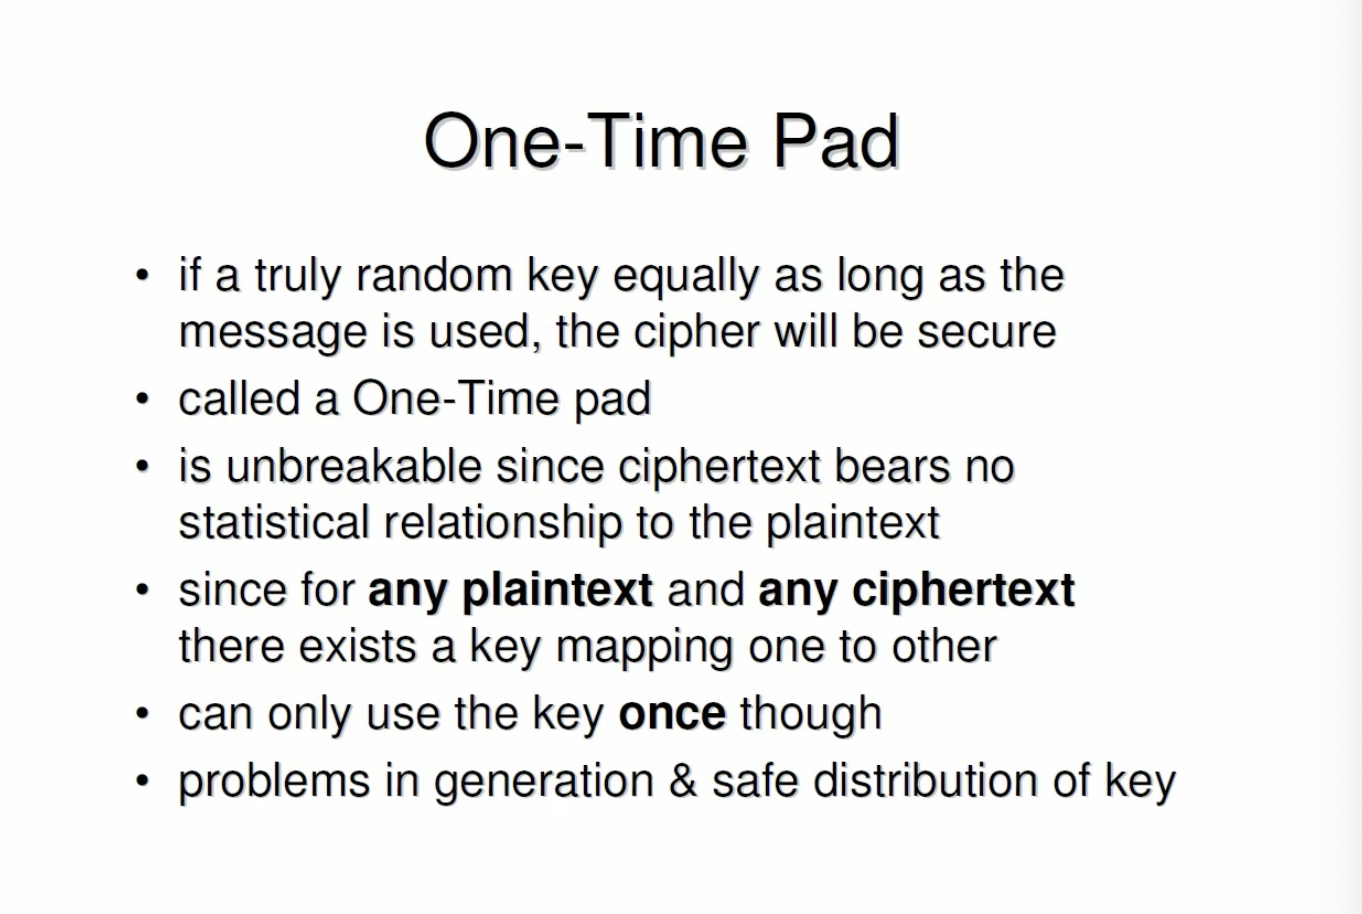 One-Time Pad
• if a truly random key equally as long as the
message is used, the cipher will be secure
• called a One-Time pad
• is unbreakable since ciphertext bears no
statistical relationship to the plaintext
• since for any plaintext and any ciphertext
there exists a key mapping one to other
• can only use the key once though
• problems in generation & safe distribution of key